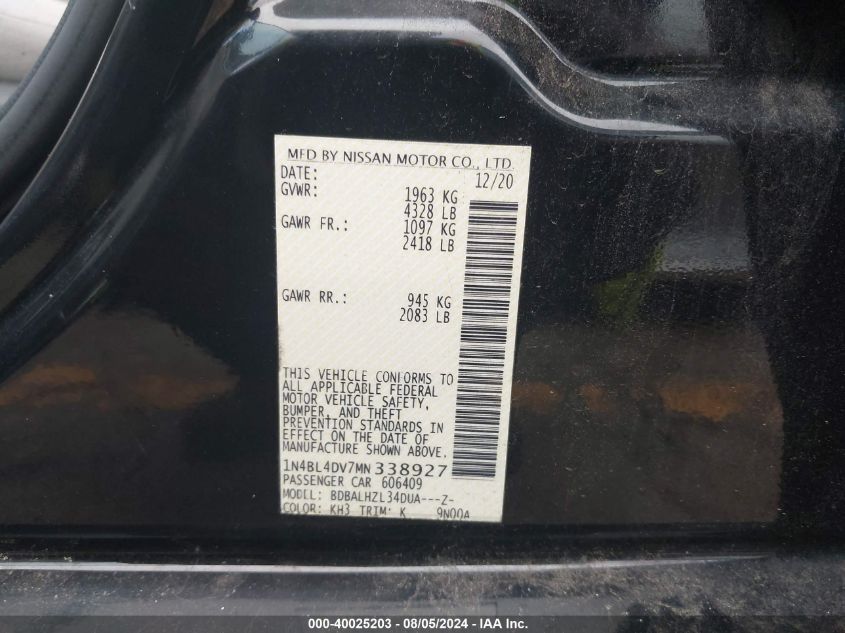 MFD BY NISSAN MOTOR CO., LTD.
DATE: 12/20
GVWR: 1963 KG
4328 LB
GAWR FR.: 1097 KG
2418 LB
GAWR RR.: 945 KG
2083 LB
THIS VEHICLE CONFORMS TO
ALL APPLICABLE FEDERAL
MOTOR VEHICLE SAFETY,
BUMPER, AND THEFT
PREVENTION STANDARDS IN
EFFECT ON THE DATE OF
MANUFACTURE SHOWN ABOVE.
1N4BL4DV7MN338927
PASSENGER CAR 606409
MODEL: BDBALHZL34DUA---Z-
COLOR: KH3 TRIM: K 9N00A
000-40025203 - 08/05/2024 - IAA Inc.